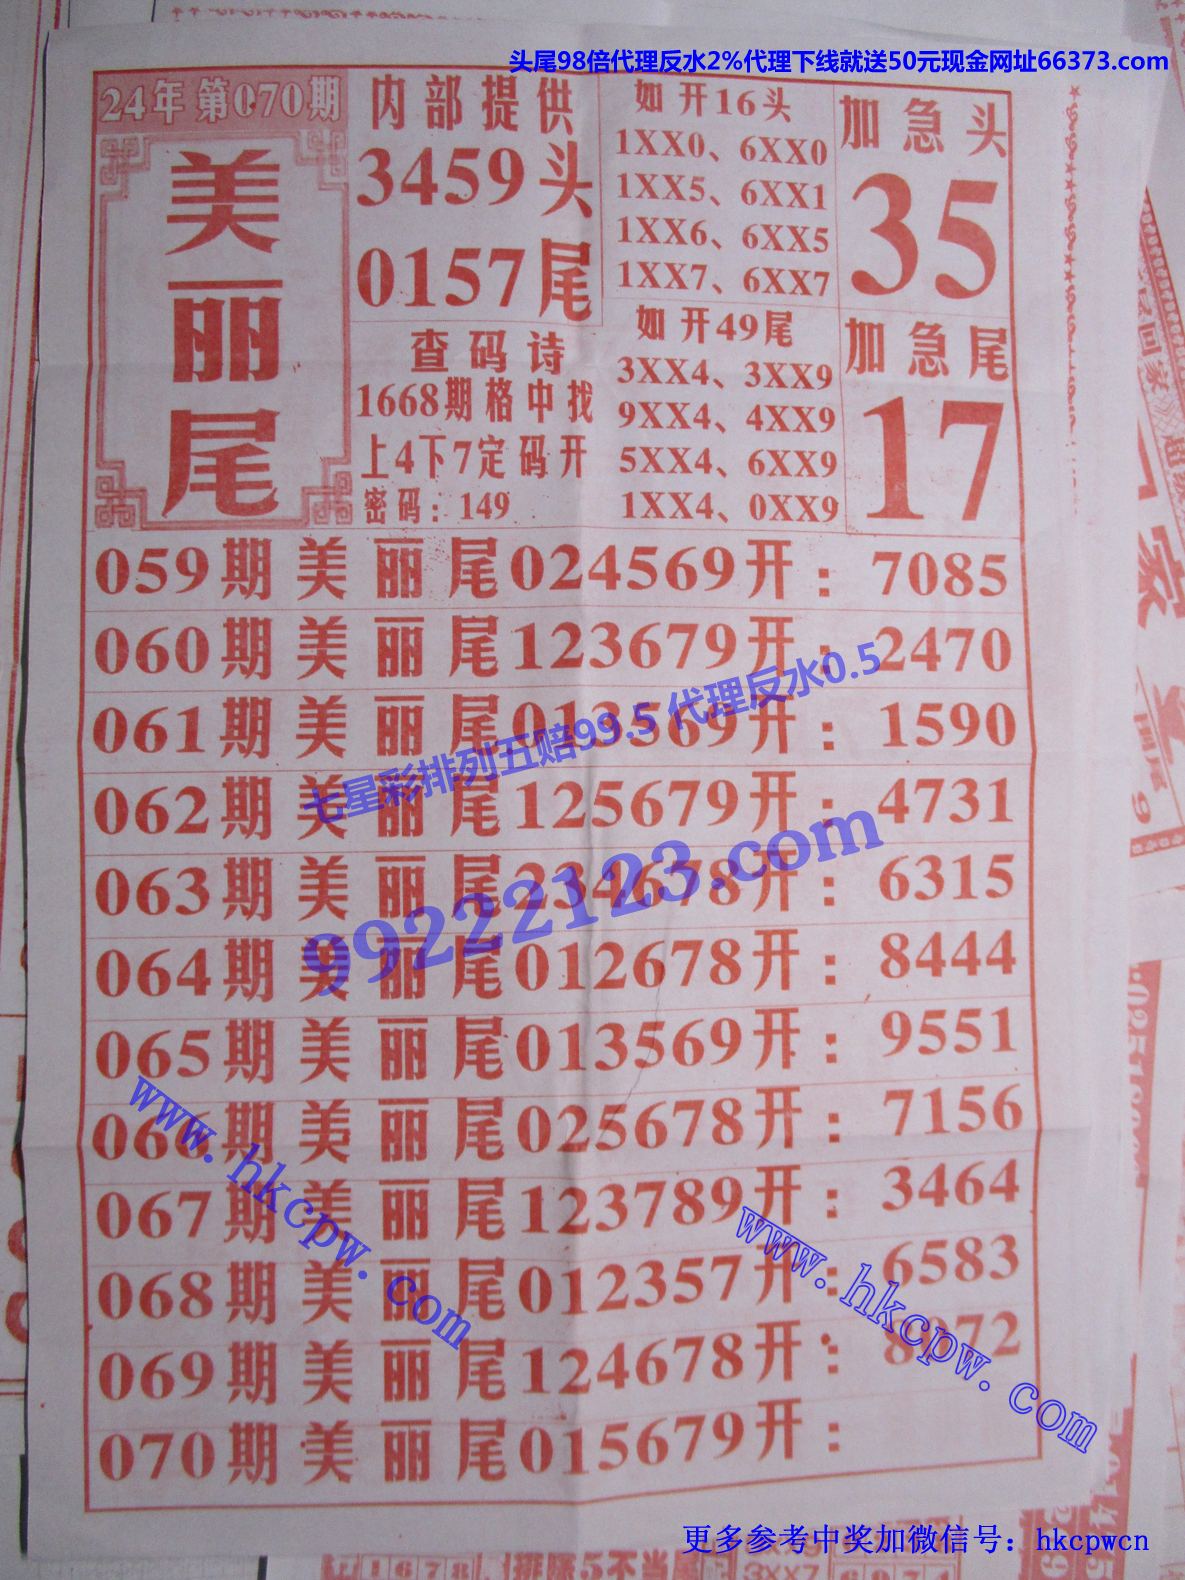 头尾98倍代理反水2%代理下线就送50元现金网址66373.com
24年 第070期
美丽尾
内部提供
3459头
0157尾
查码诗
1668期格中找
上4下7定码开
密码：149
如开16头
1XX0、6XX0
1XX5、6XX1
1XX6、6XX5
1XX7、6XX7
如开49尾
3XX4、3XX9
9XX4、4XX9
5XX4、6XX9
1XX4、0XX9
加急头
35
加急尾
17
059期美丽尾024569开：7085
060期美丽尾123679开：2470
061期美丽尾013569开：1590
062期美丽尾125679开：4731
063期美丽尾234678开：6315
064期美丽尾012678开：8444
065期美丽尾013569开：9551
066期美丽尾025678开：7156
067期美丽尾123789开：3464
068期美丽尾012357开：6583
069期美丽尾124678开：
070期美丽尾015679开：
七星彩排列五赔99.5 代理反水0.5
99222123.com
www.hkcpw.com
www.hkcpw.com
更多参考中奖加微信号：hkcpwcn